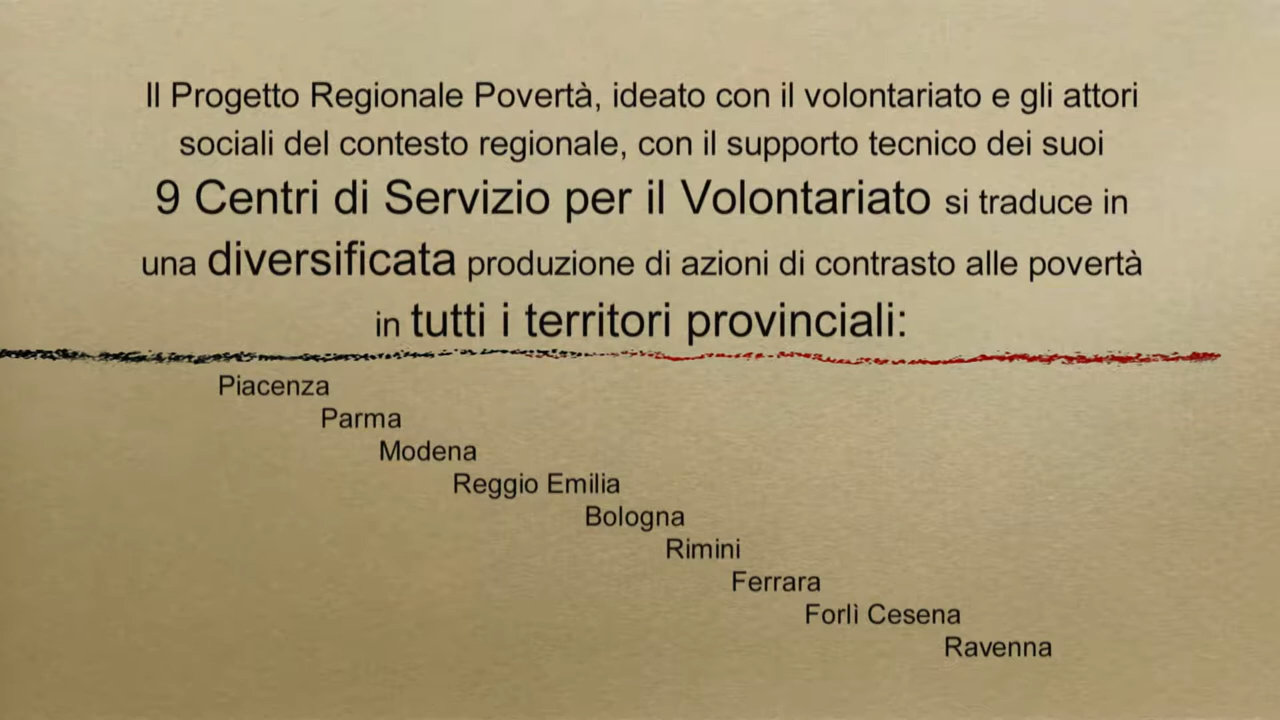 Il Progetto Regionale Povertà, ideato con il volontariato e gli attori
sociali del contesto regionale, con il supporto tecnico dei suoi
9 Centri di Servizio per il Volontariato si traduce in
una diversificata produzione di azioni di contrasto alle povertà
in tutti i territori provinciali:
Piacenza
Parma
Modena
Reggio Emilia
Bologna
Rimini
Ferrara
Forlì Cesena
Ravenna